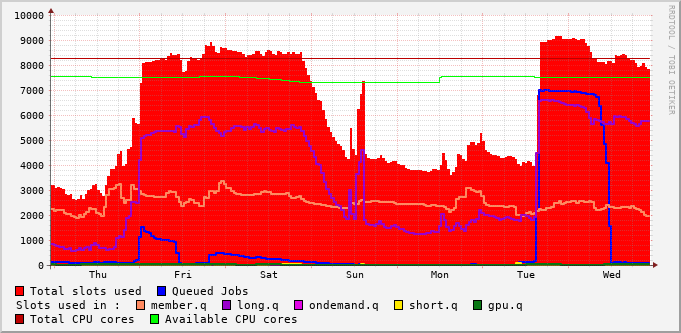 10000
9000
8000
7000
6000
5000
4000
3000
2000
1000
0
Thu Fri Sat Sun Mon Tue Wed
RRDTOOL / TOBI OETIKER
Total slots used Queued Jobs
Slots used in : member.q long.q ondemand.q short.q gpu.q
Total CPU cores Available CPU cores